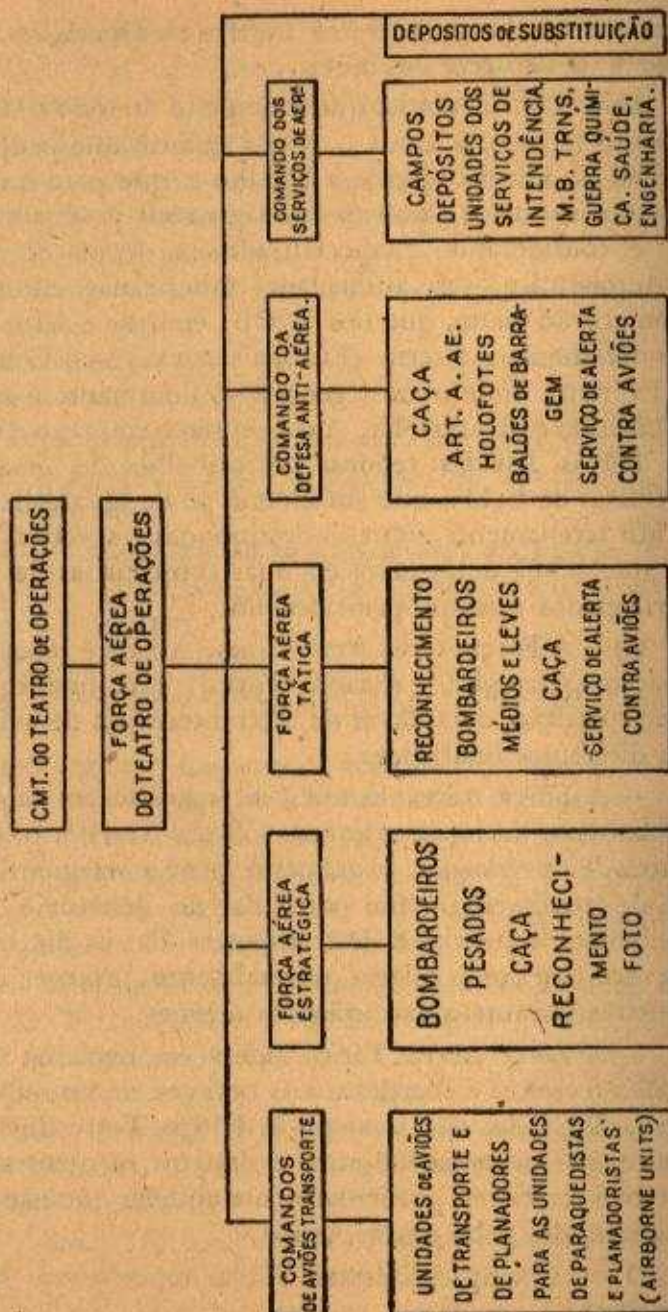 CMT. DO TEATRO DE OPERAÇÕES
FORÇA AÉREA
DO TEATRO DE OPERAÇÕES
COMANDOS
DE AVIÕES TRANSPORTE
UNIDADES DE AVIÕES
DE TRANSPORTE E
DE PLANADORES
PARA AS UNIDADES
DE PARAQUEDISTAS
E PLANADORISTAS
(AIRBORNE UNITS)
FORÇA AÉREA
ESTRATÉGICA
BOMBARDEIROS
PESADOS
CAÇA
RECONHECI-
MENTO
FOTO
FORÇA AÉREA
TÁTICA
RECONHECIMENTO
BOMBARDEIROS
MÉDIOS E LEVES
CAÇA
SERVIÇO DE ALERTA
CONTRA AVIÕES
COMANDO DA
DEFESA ANTI-AÉREA.
CAÇA
ART. A. AE.
HOLOFOTES
BALÕES DE BARRA-
GEM
SERVIÇO DE ALERTA
CONTRA AVIÕES
COMANDO DOS
SERVIÇOS DE AERº
CAMPOS
DEPÓSITOS
UNIDADES DOS
SERVIÇOS DE
INTENDÊNCIA,
M.B. TRNS,
GUERRA QUIMI-
CA, SAÚDE,
ENGENHARIA.
DEPOSITOS DE SUBSTITUIÇÃO